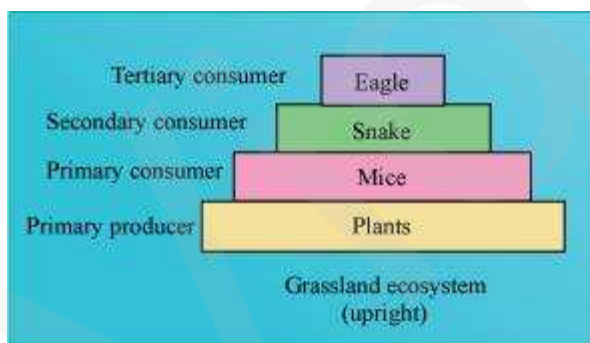 Tertiary consumer Eagle
Secondary consumer Snake
Primary consumer Mice
Primary producer Plants
Grassland ecosystem
(upright)